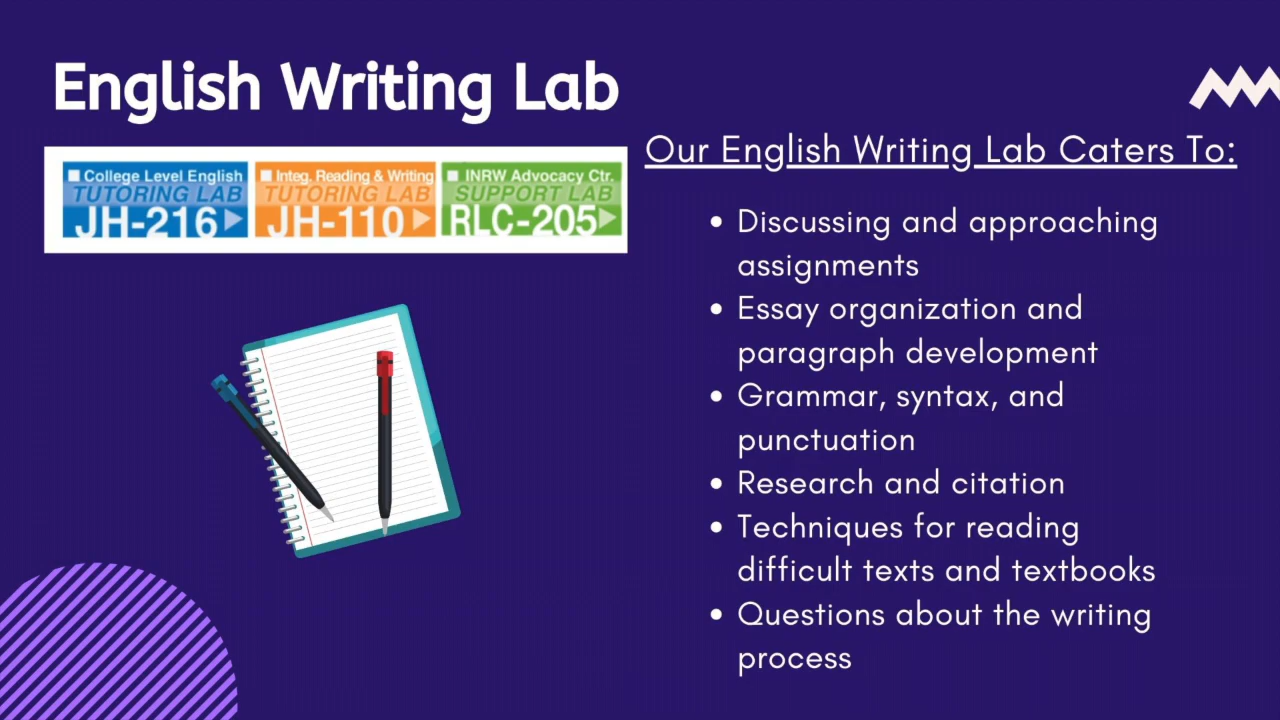 English Writing Lab
College Level English
TUTORING LAB
JH-216
Integ. Reading & Writing
TUTORING LAB
JH-110
INRW Advocacy Ctr.
SUPPORT LAB
RLC-205
Our English Writing Lab Caters To:
• Discussing and approaching
assignments
• Essay organization and
paragraph development
• Grammar, syntax, and
punctuation
• Research and citation
• Techniques for reading
difficult texts and textbooks
• Questions about the writing
process